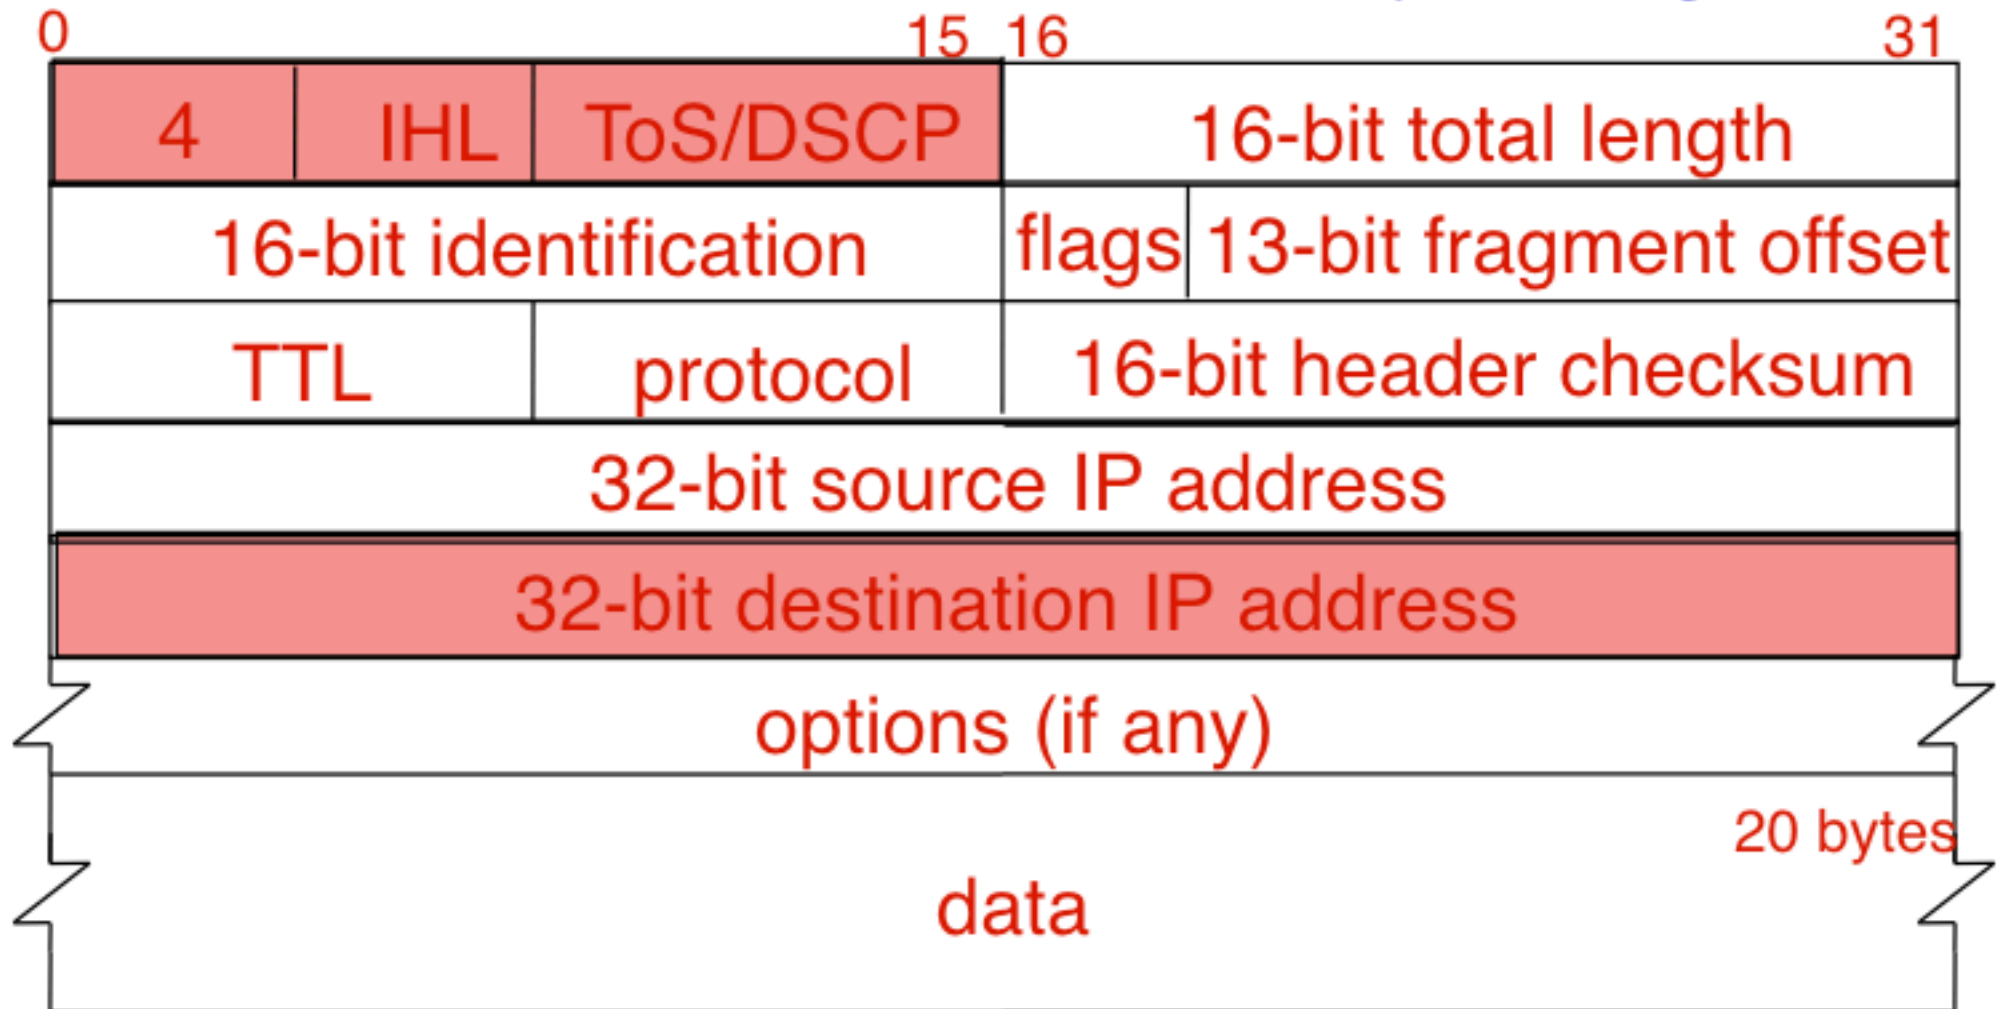 0 15 16 31
4 IHL ToS/DSCP 16-bit total length
16-bit identification flags 13-bit fragment offset
TTL protocol 16-bit header checksum
32-bit source IP address
32-bit destination IP address
options (if any)
20 bytes
data